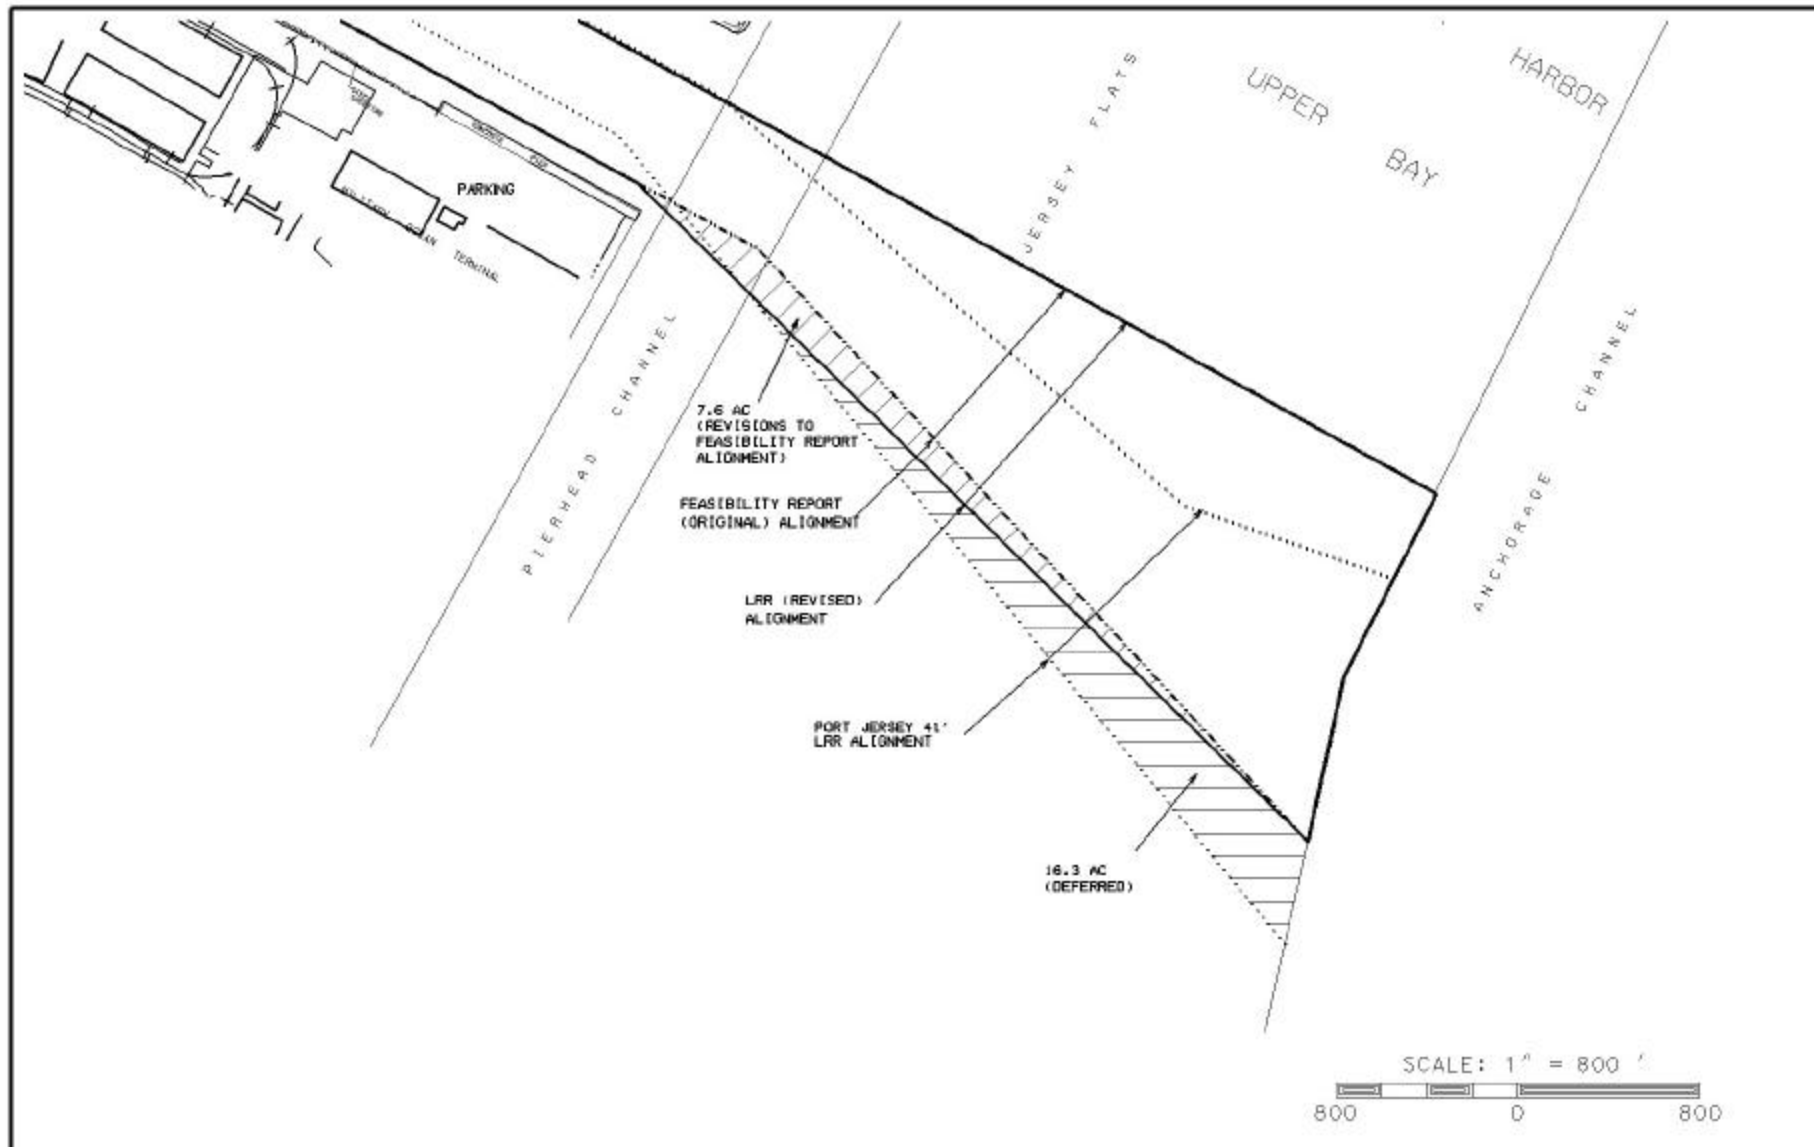 HARBOR
UPPER
BAY
JERSEY FLATS
PARKING
OCEAN
TERMINAL
PIERHEAD CHANNEL
ANCHORAGE CHANNEL
7.6 AC
(REVISIONS TO
FEASIBILITY REPORT
ALIGNMENT)
FEASIBILITY REPORT
(ORIGINAL) ALIGNMENT
LRR (REVISED)
ALIGNMENT
PORT JERSEY 41'
LRR ALIGNMENT
16.3 AC
(DEFERRED)
SCALE: 1" = 800 '
800 0 800